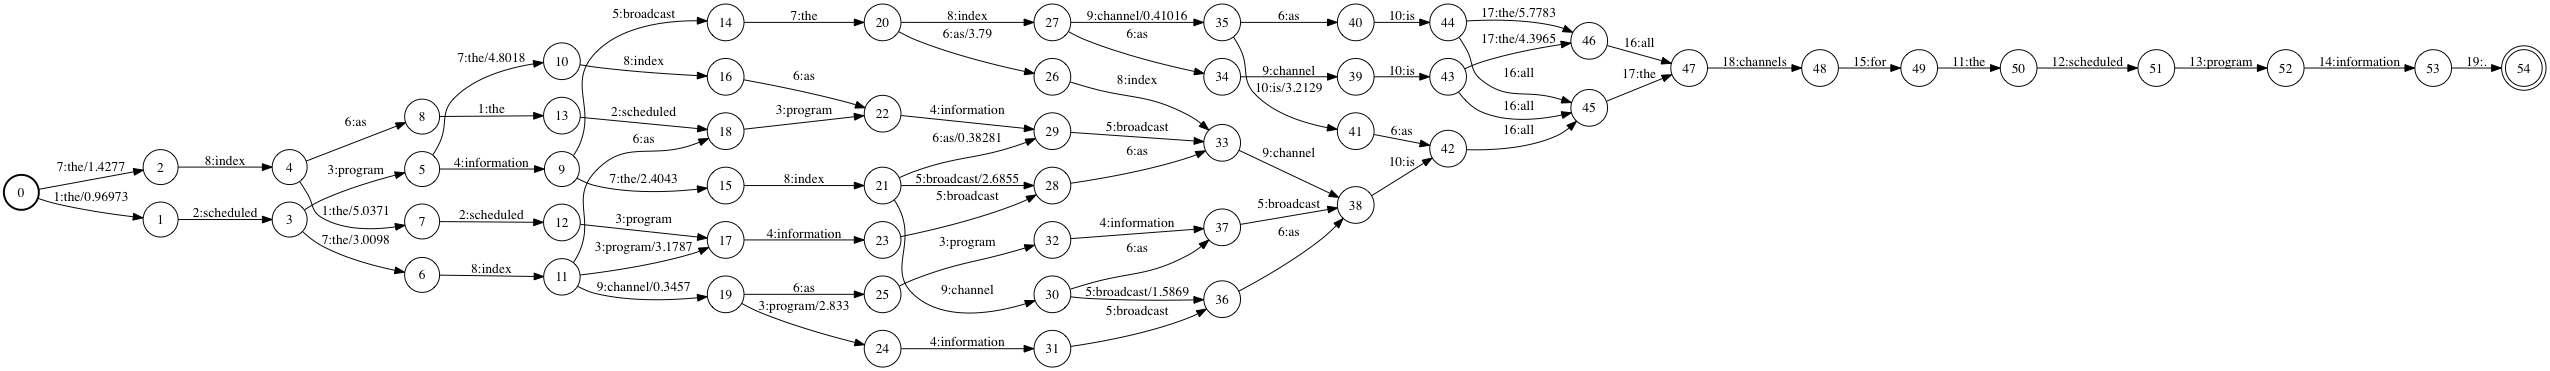 0
7:the/1.4277
1:the/0.96973
2
1
8:index
2:scheduled
4
3
6:as
1:the/5.0371
3:program
7:the/3.0098
8
5
7
6
7:the/4.8018
1:the
4:information
2:scheduled
8:index
10
13
9
12
11
5:broadcast
8:index
2:scheduled
6:as
7:the/2.4043
3:program
3:program/3.1787
9:channel/0.3457
14
16
18
15
17
19
7:the
6:as
3:program
8:index
4:information
6:as
3:program/2.833
20
22
21
23
25
24
8:index
6:as/3.79
4:information
6:as/0.38281
5:broadcast/2.6855
5:broadcast
3:program
9:channel
4:information
27
26
29
28
32
30
31
9:channel/0.41016
6:as
8:index
5:broadcast
6:as
4:information
6:as
5:broadcast/1.5869
5:broadcast
35
34
33
37
36
6:as
9:channel
10:is/3.2129
9:channel
5:broadcast
6:as
40
39
41
38
10:is
10:is
6:as
10:is
44
43
42
17:the/5.7783
17:the/4.3965
16:all
16:all
16:all
46
45
16:all
17:the
47
18:channels
48
15:for
49
11:the
50
12:scheduled
51
13:program
52
14:information
53
19:.
54